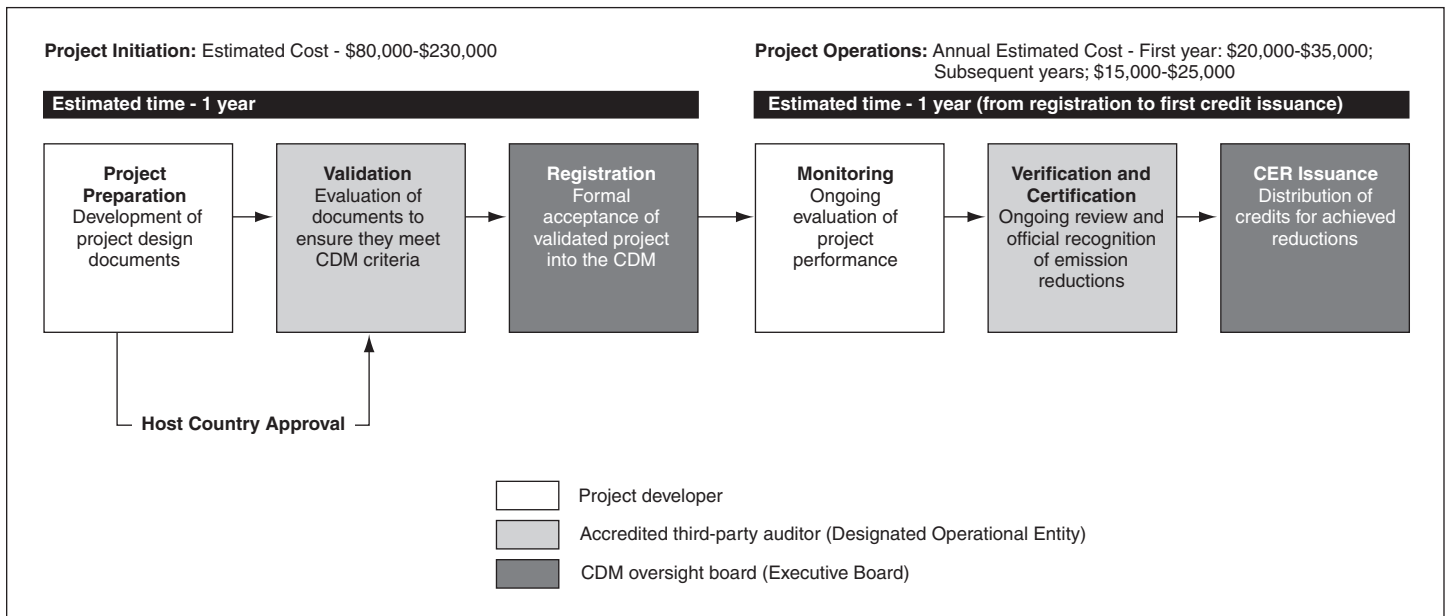 Project Initiation: Estimated Cost - $80,000-$230,000
Project Operations: Annual Estimated Cost - First year: $20,000-$35,000;
Subsequent years; $15,000-$25,000
Estimated time - 1 year
Estimated time - 1 year (from registration to first credit issuance)
Project
Preparation
Development of
project design
documents
Validation
Evaluation of
documents to
ensure they meet
CDM criteria
Registration
Formal
acceptance of
validated project
into the CDM
Monitoring
Ongoing
evaluation of
project
performance
Verification and
Certification
Ongoing review and
official recognition
of emission
reductions
CER Issuance
Distribution of
credits for achieved
reductions
Host Country Approval
Project developer
Accredited third-party auditor (Designated Operational Entity)
CDM oversight board (Executive Board)